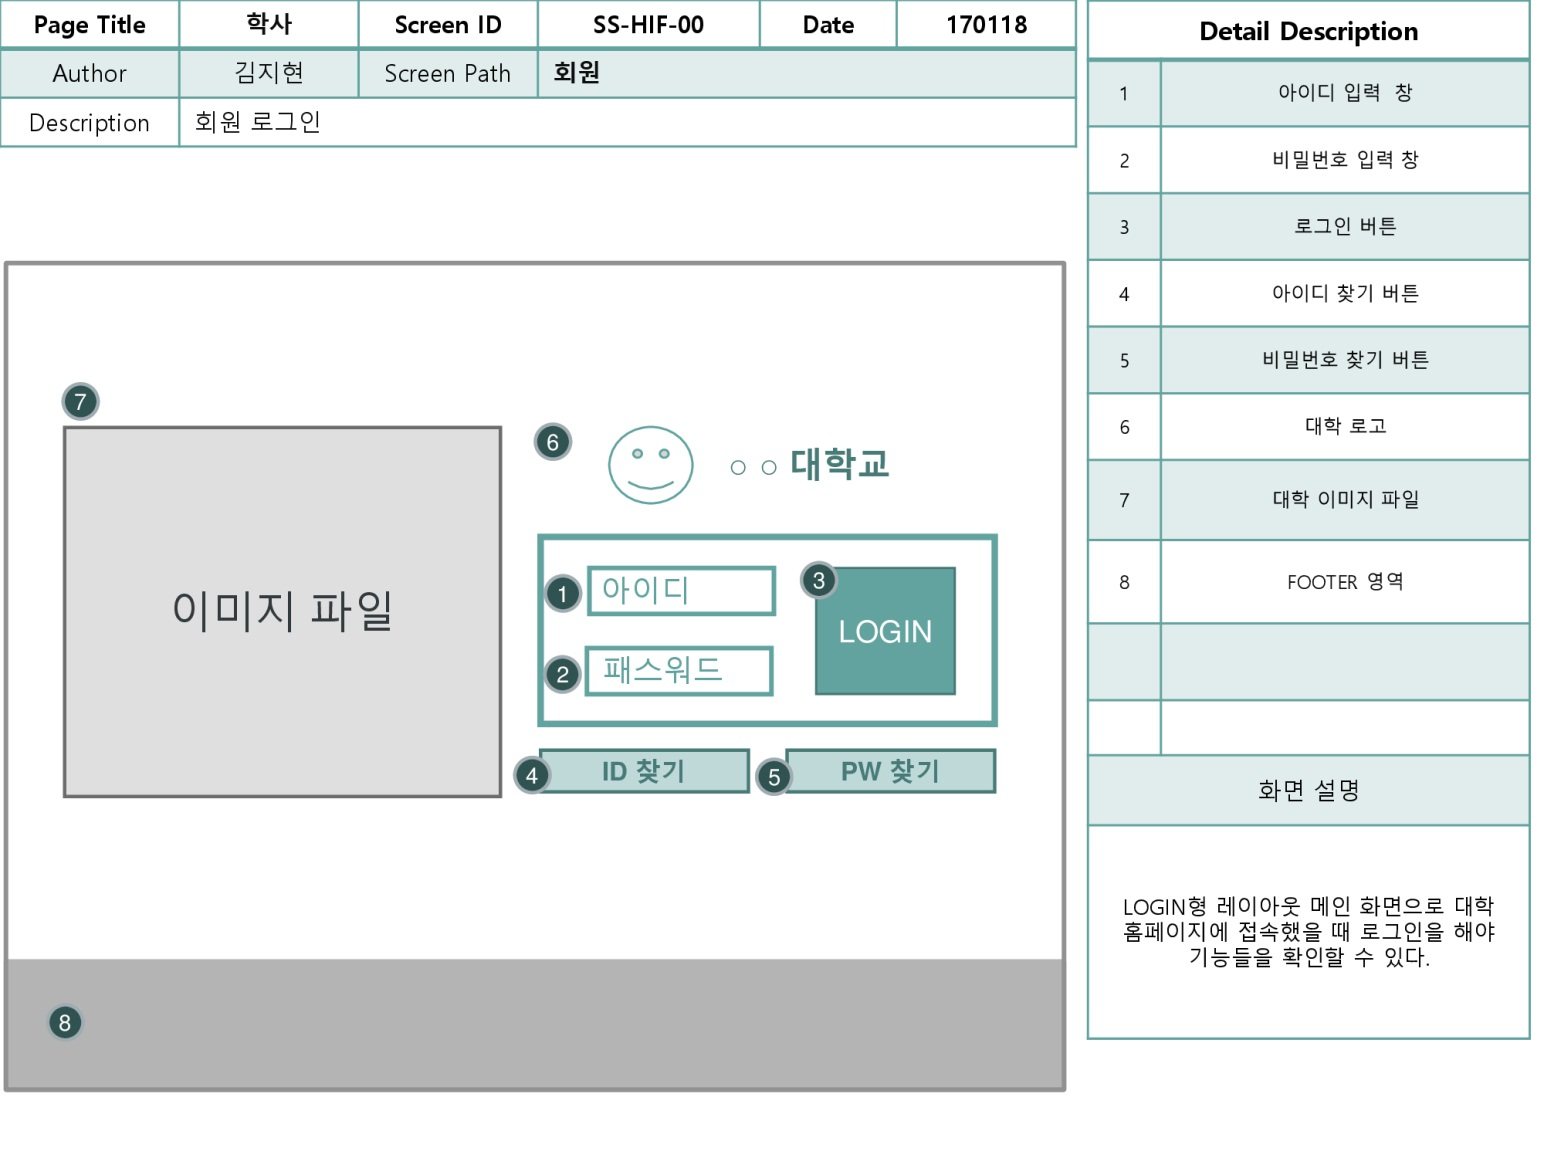 Page Title 학사 Screen ID SS-HIF-00 Date 170118
Author 김지현 Screen Path 회원
Description 회원 로그인
7
이미지 파일
6
○ ○ 대학교
1 아이디
2 패스워드
3 LOGIN
4 ID 찾기
5 PW 찾기
8
Detail Description
1 아이디 입력 창
2 비밀번호 입력 창
3 로그인 버튼
4 아이디 찾기 버튼
5 비밀번호 찾기 버튼
6 대학 로고
7 대학 이미지 파일
8 FOOTER 영역
화면 설명
LOGIN형 레이아웃 메인 화면으로 대학
홈페이지에 접속했을 때 로그인을 해야
기능들을 확인할 수 있다.